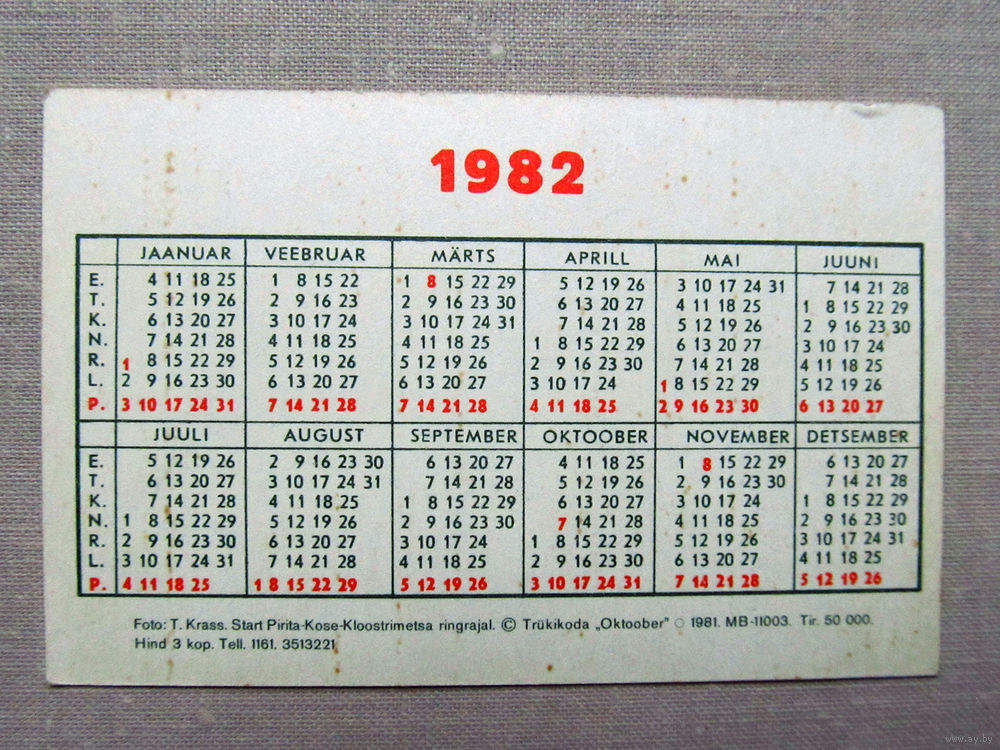 1982
JAANUAR VEEBRUAR MÄRTS APRILL MAI JUUNI
E. 4 11 18 25 1 8 15 22 1 8 15 22 29 5 12 19 26 3 10 17 24 31 7 14 21 28
T. 5 12 19 26 2 9 16 23 2 9 16 23 30 6 13 20 27 4 11 18 25 1 8 15 22 29
K. 6 13 20 27 3 10 17 24 3 10 17 24 31 7 14 21 28 5 12 19 26 2 9 16 23 30
N. 7 14 21 28 4 11 18 25 4 11 18 25 1 8 15 22 29 6 13 20 27 3 10 17 24
R. 1 8 15 22 29 5 12 19 26 5 12 19 26 2 9 16 23 30 7 14 21 28 4 11 18 25
L. 2 9 16 23 30 6 13 20 27 6 13 20 27 3 10 17 24 1 8 15 22 29 5 12 19 26
P. 3 10 17 24 31 7 14 21 28 7 14 21 28 4 11 18 25 2 9 16 23 30 6 13 20 27
JUULI AUGUST SEPTEMBER OKTOOBER NOVEMBER DETSEMBER
E. 5 12 19 26 2 9 16 23 30 6 13 20 27 4 11 18 25 1 8 15 22 29 6 13 20 27
T. 6 13 20 27 3 10 17 24 31 7 14 21 28 5 12 19 26 2 9 16 23 30 7 14 21 28
K. 7 14 21 28 4 11 18 25 1 8 15 22 29 6 13 20 27 3 10 17 24 1 8 15 22 29
N. 1 8 15 22 29 5 12 19 26 2 9 16 23 30 7 14 21 28 4 11 18 25 2 9 16 23 30
R. 2 9 16 23 30 6 13 20 27 3 10 17 24 1 8 15 22 29 5 12 19 26 3 10 17 24 31
L. 3 10 17 24 31 7 14 21 28 4 11 18 25 2 9 16 23 30 6 13 20 27 4 11 18 25
P. 4 11 18 25 1 8 15 22 29 5 12 19 26 3 10 17 24 31 7 14 21 28 5 12 19 26
Foto: T. Krass. Start Pirita-Kose-Kloostrimetsa ringrajal. © Trükikoda „Oktoober" ○ 1981. MB-11003. Tir. 50 000.
Hind 3 kop. Tell. 1161. 3513221
www.ay.by